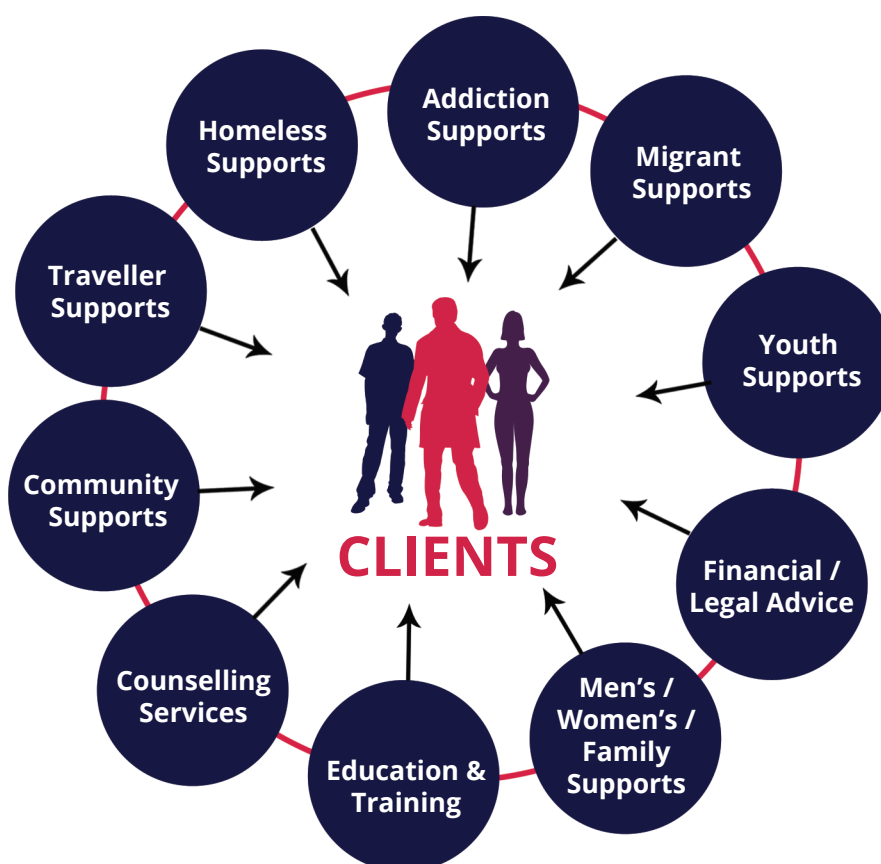 Addiction
Supports
Migrant
Supports
Youth
Supports
Financial /
Legal Advice
Men’s /
Women’s /
Family
Supports
Education &
Training
Counselling
Services
Community
Supports
Traveller
Supports
Homeless
Supports
CLIENTS